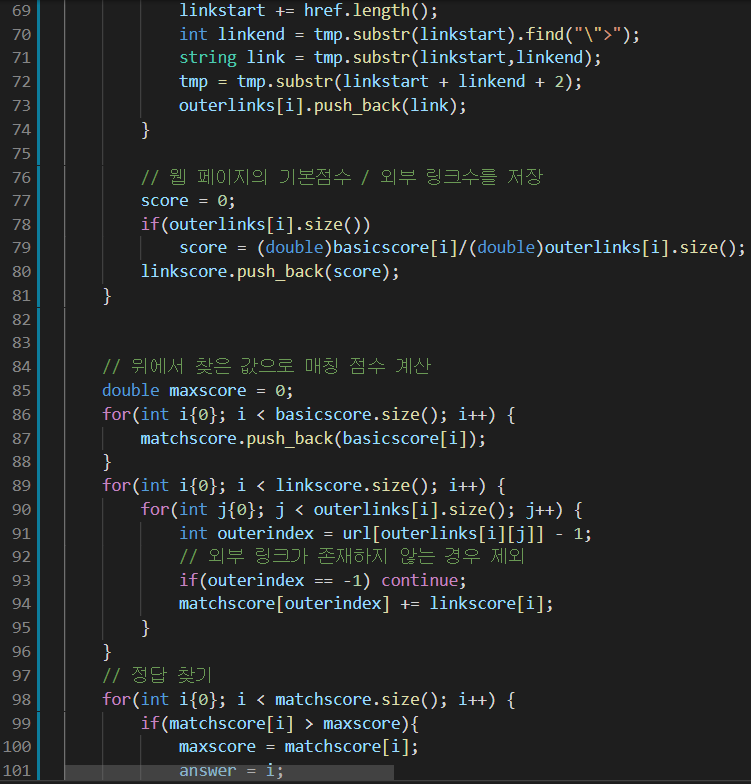 69 linkstart += href.length();
70 int linkend = tmp.substr(linkstart).find("\">");
71 string link = tmp.substr(linkstart,linkend);
72 tmp = tmp.substr(linkstart + linkend + 2);
73 outerlinks[i].push_back(link);
74 }
75
76 // 웹 페이지의 기본점수 / 외부 링크수를 저장
77 score = 0;
78 if(outerlinks[i].size())
79 score = (double)basicscore[i]/(double)outerlinks[i].size();
80 linkscore.push_back(score);
81 }
82
83
84 // 위에서 찾은 값으로 매칭 점수 계산
85 double maxscore = 0;
86 for(int i{0}; i < basicscore.size(); i++) {
87 matchscore.push_back(basicscore[i]);
88 }
89 for(int i{0}; i < linkscore.size(); i++) {
90 for(int j{0}; j < outerlinks[i].size(); j++) {
91 int outerindex = url[outerlinks[i][j]] - 1;
92 // 외부 링크가 존재하지 않는 경우 제외
93 if(outerindex == -1) continue;
94 matchscore[outerindex] += linkscore[i];
95 }
96 }
97 // 정답 찾기
98 for(int i{0}; i < matchscore.size(); i++) {
99 if(matchscore[i] > maxscore){
100 maxscore = matchscore[i];
101 answer = i;